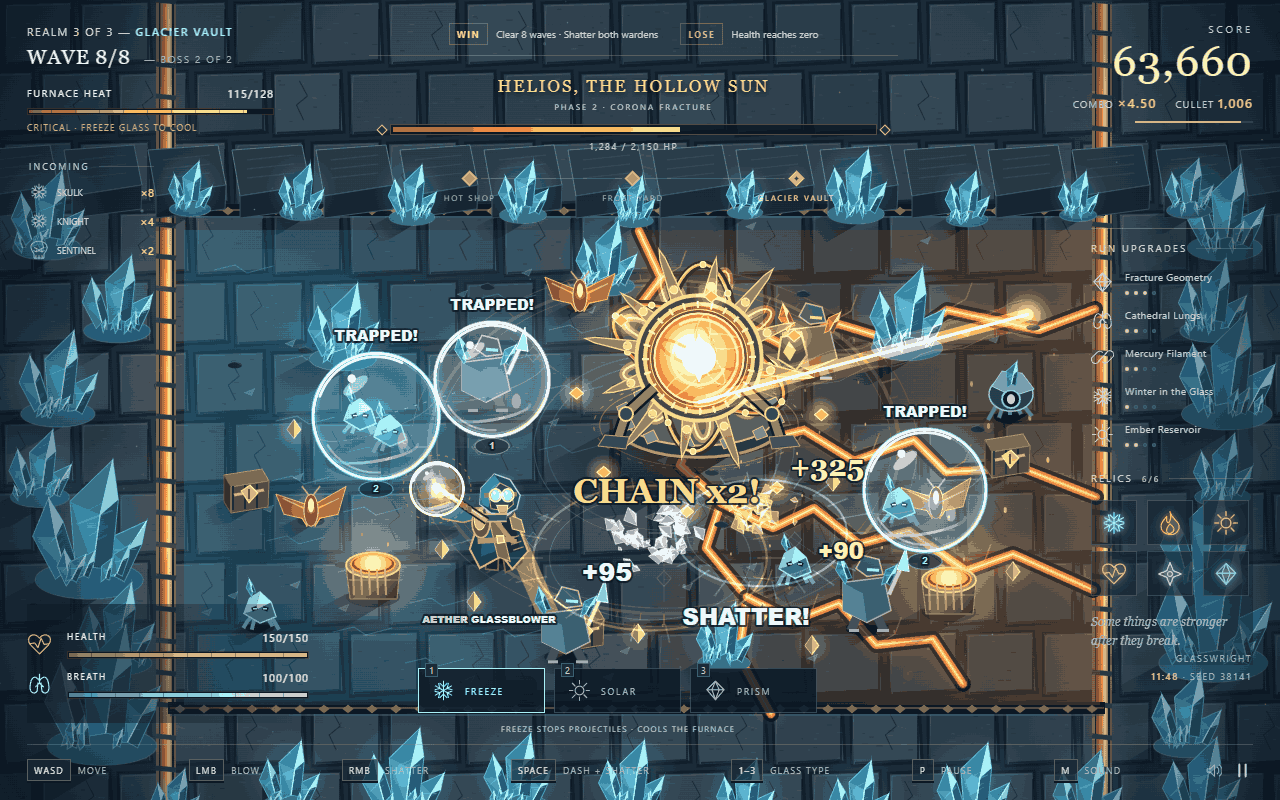 REALM 3 OF 3 — GLACIER VAULT
WAVE 8/8 — BOSS 2 OF 2
FURNACE HEAT 115/128
CRITICAL · FREEZE GLASS TO COOL
INCOMING
SKULK ×8
KNIGHT ×4
SENTINEL ×2
WIN Clear 8 waves · Shatter both wardens LOSE Health reaches zero
HELIOS, THE HOLLOW SUN
PHASE 2 · CORONA FRACTURE
1,284 / 2,150 HP
HOT SHOP
GLACIER VAULT
SCORE
63,660
COMBO ×4.50 CULLET 1,006
RUN UPGRADES
Fracture Geometry
Cathedral Lungs
Mercury Filament
Winter in the Glass
Ember Reservoir
RELICS 6/6
Some things are stronger
after they break.
GLASSWRIGHT
11:48 · SEED 38141
TRAPPED!
TRAPPED!
TRAPPED!
1
2
2
+325
CHAIN x2!
+90
+95
SHATTER!
AETHER GLASSBLOWER
HEALTH 150/150
BREATH 100/100
1 FREEZE
2 SOLAR
3 PRISM
FREEZE STOPS PROJECTILES · COOLS THE FURNACE
WASD MOVE LMB BLOW RMB SHATTER SPACE DASH + SHATTER 1–3 GLASS TYPE P PAUSE M SOUND